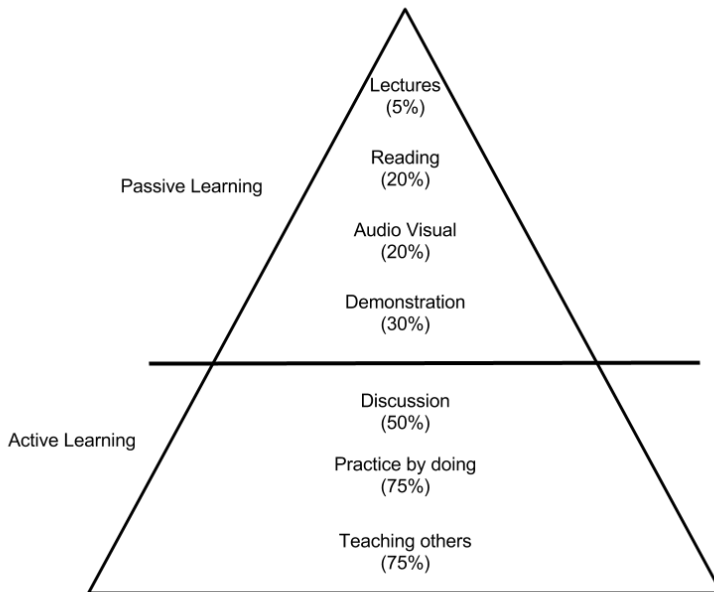 Lectures
(5%)
Reading
(20%)
Passive Learning
Audio Visual
(20%)
Demonstration
(30%)
Discussion
(50%)
Active Learning
Practice by doing
(75%)
Teaching others
(75%)